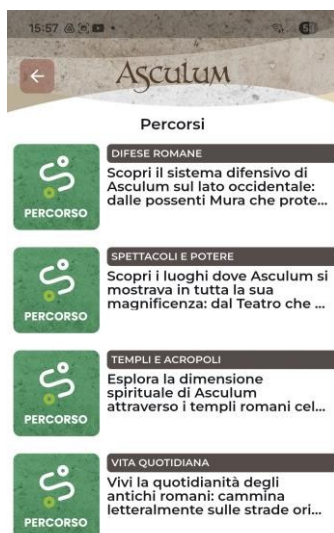 15:57
Asculum
Percorsi
DIFESE ROMANE
Scopri il sistema difensivo di
Asculum sul lato occidentale:
dalle possenti Mura che prote...
PERCORSO
SPETTACOLI E POTERE
Scopri i luoghi dove Asculum si
mostrava in tutta la sua
magnificenza: dal Teatro che ...
PERCORSO
TEMPLI E ACROPOLI
Esplora la dimensione
spirituale di Asculum
attraverso i templi romani cel...
PERCORSO
VITA QUOTIDIANA
Vivi la quotidianità degli
antichi romani: cammina
letteralmente sulle strade ori...
PERCORSO